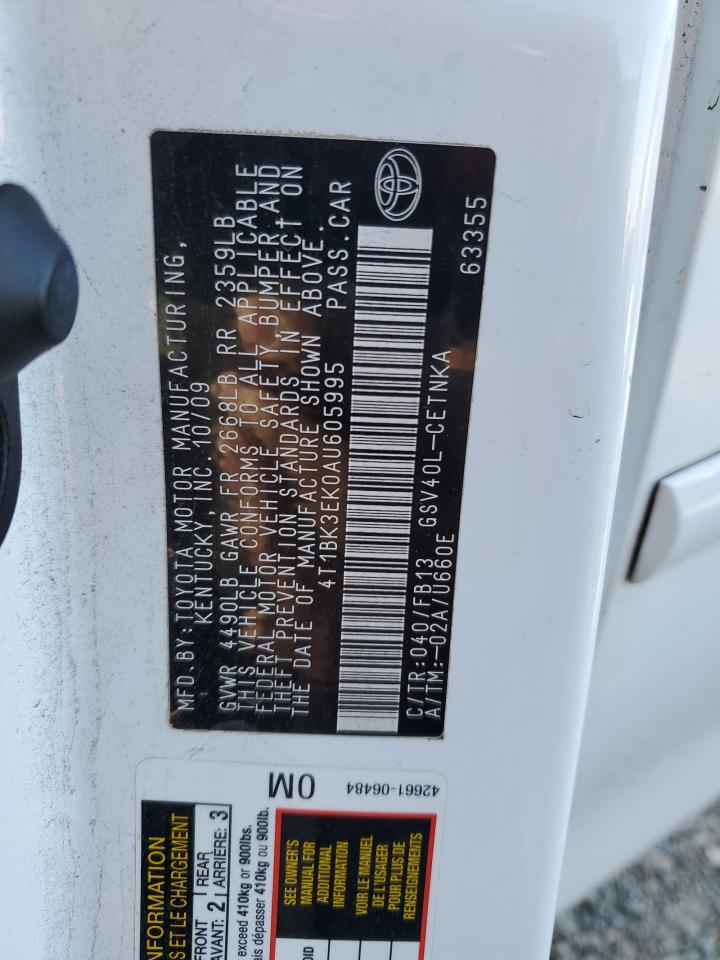 MFD.BY:TOYOTA MOTOR MANUFACTURING,
KENTUCKY, INC. 10/09
GVWR 4490LB GAWR FR 2668LB RR 2359LB
THIS VEHICLE CONFORMS TO ALL APPLICABLE
FEDERAL MOTOR VEHICLE SAFETY, BUMPER, AND
THEFT PREVENTION STANDARDS IN EFFECT ON
THE DATE OF MANUFACTURE SHOWN ABOVE.
4T1BK3EK0AU605995 PASS.CAR
C/TR:040/FB13
A/TM:-02A/U660E GSV40L-CETNKA
63355
OM
42661-06484
NFORMATION
S ET LE CHARGEMENT
FRONT 2 REAR 3
AVANT: ARRIÈRE:
exceed 410kg or 900lbs.
ais dépasser 410kg ou 900lb.
SEE OWNER'S
MANUAL FOR
ADDITIONAL
INFORMATION
VOIR LE MANUEL
DE L'USAGER
POUR PLUS DE
RENSEIGNEMENTS